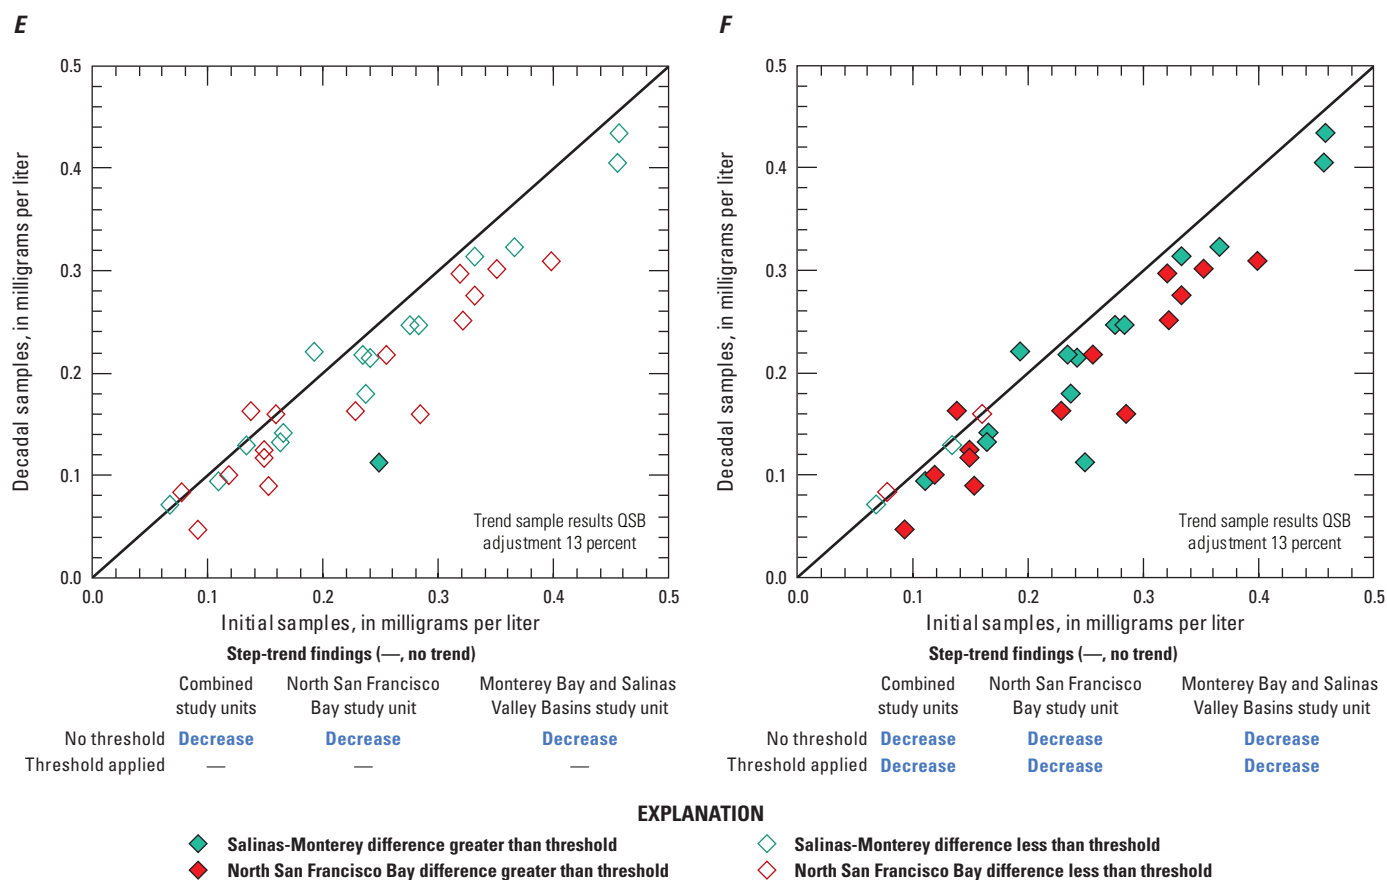 E
0.5
0.4
0.3
0.2
0.1
0.0
Decadal samples, in milligrams per liter
Trend sample results QSB
adjustment 13 percent
0.0 0.1 0.2 0.3 0.4 0.5
Initial samples, in milligrams per liter
Step-trend findings (—, no trend)
Combined study units
North San Francisco Bay study unit
Monterey Bay and Salinas Valley Basins study unit
No threshold Decrease Decrease Decrease
Threshold applied — — —
F
0.5
0.4
0.3
0.2
0.1
0.0
Decadal samples, in milligrams per liter
Trend sample results QSB
adjustment 13 percent
0.0 0.1 0.2 0.3 0.4 0.5
Initial samples, in milligrams per liter
Step-trend findings (—, no trend)
Combined study units
North San Francisco Bay study unit
Monterey Bay and Salinas Valley Basins study unit
No threshold Decrease Decrease Decrease
Threshold applied Decrease Decrease Decrease
EXPLANATION
Salinas-Monterey difference greater than threshold
North San Francisco Bay difference greater than threshold
Salinas-Monterey difference less than threshold
North San Francisco Bay difference less than threshold